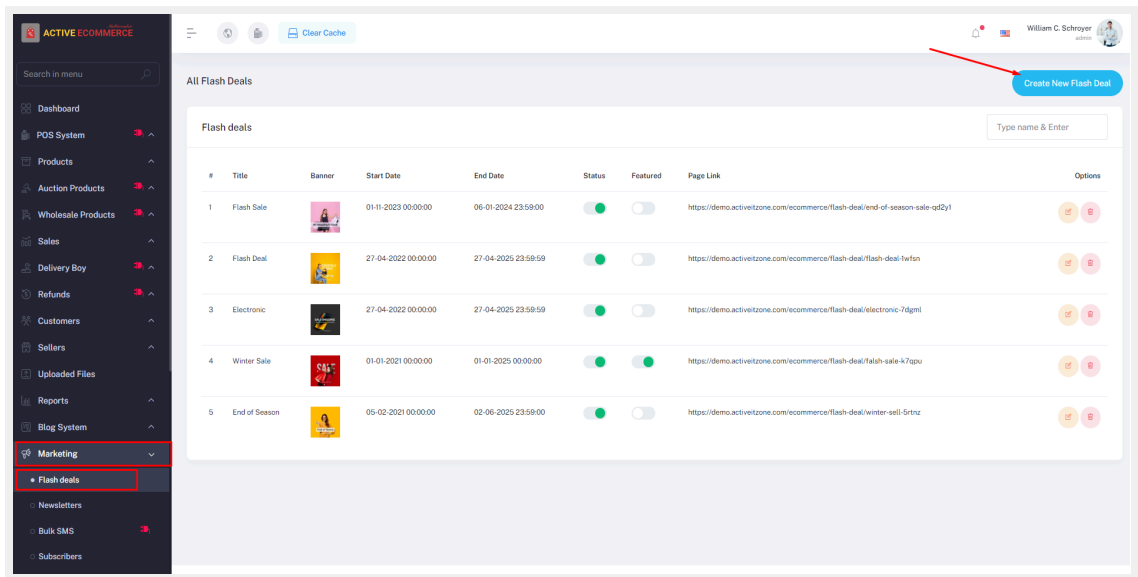 ACTIVE ECOMMERCE
Clear Cache
William C. Schroyer
admin
Search in menu
All Flash Deals
Create New Flash Deal
Dashboard
POS System
Products
Auction Products
Wholesale Products
Sales
Delivery Boy
Refunds
Customers
Sellers
Uploaded Files
Reports
Blog System
Marketing
Flash deals
Newsletters
Bulk SMS
Subscribers
Flash deals
Type name & Enter
# Title Banner Start Date End Date Status Featured Page Link Options
1 Flash Sale 01-11-2023 00:00:00 06-01-2024 23:59:00 https://demo.activeitzone.com/ecommerce/flash-deal/end-of-season-sale-qd2y1
2 Flash Deal 27-04-2022 00:00:00 27-04-2025 23:59:59 https://demo.activeitzone.com/ecommerce/flash-deal/flash-deal-1wfsn
3 Electronic 27-04-2022 00:00:00 27-04-2025 23:59:59 https://demo.activeitzone.com/ecommerce/flash-deal/electronic-7dgml
4 Winter Sale SALE 01-01-2021 00:00:00 01-01-2025 00:00:00 https://demo.activeitzone.com/ecommerce/flash-deal/falsh-sale-k7qpu
5 End of Season 05-02-2021 00:00:00 02-06-2025 23:59:00 https://demo.activeitzone.com/ecommerce/flash-deal/winter-sell-5rtnz